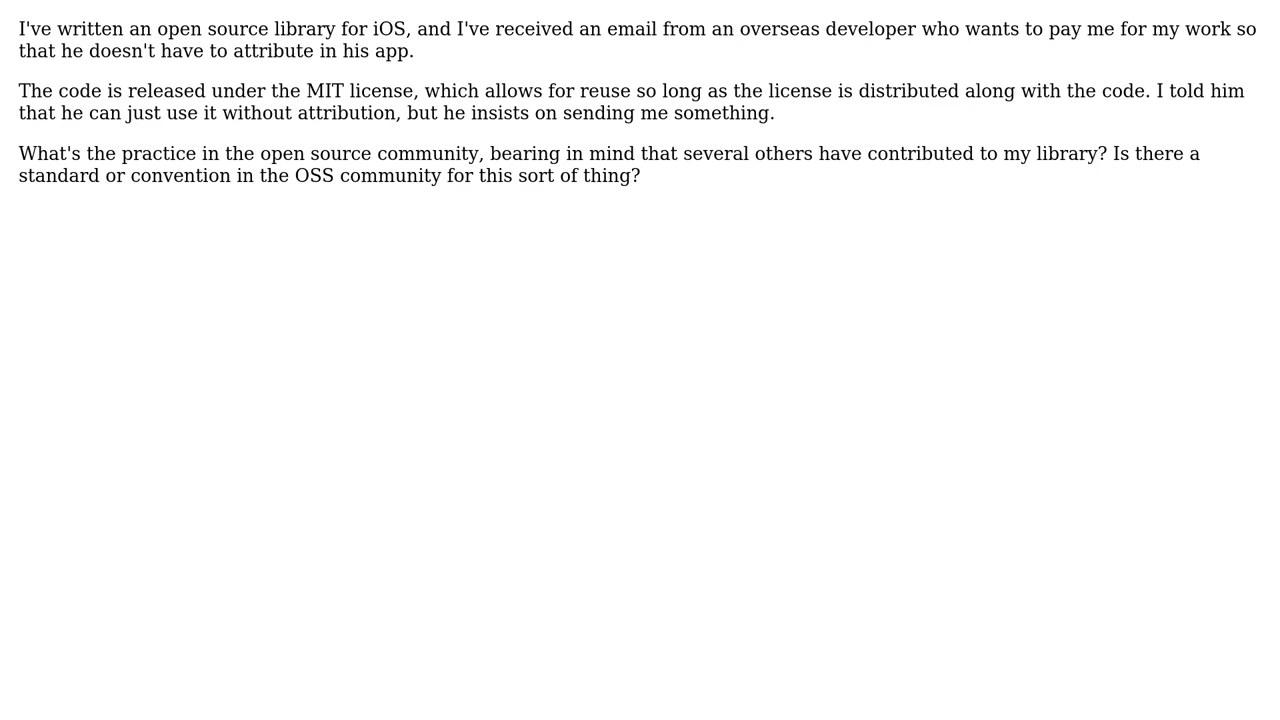 I've written an open source library for iOS, and I've received an email from an overseas developer who wants to pay me for my work so
that he doesn't have to attribute in his app.
The code is released under the MIT license, which allows for reuse so long as the license is distributed along with the code. I told him
that he can just use it without attribution, but he insists on sending me something.
What's the practice in the open source community, bearing in mind that several others have contributed to my library? Is there a
standard or convention in the OSS community for this sort of thing?